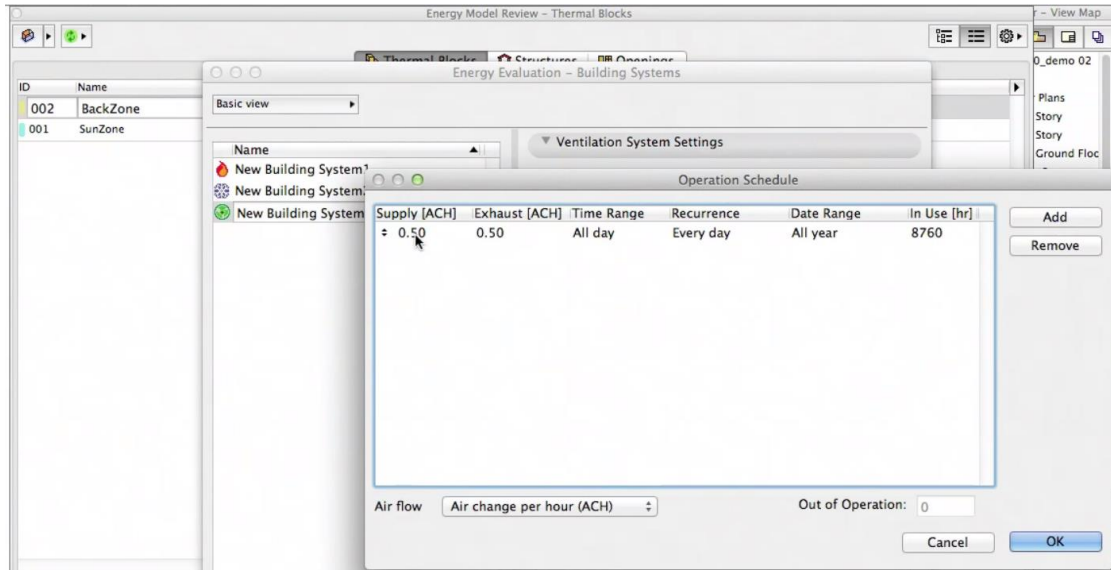 Energy Model Review – Thermal Blocks
r – View Map
Thermal Blocks Structures Openings
0_demo 02
Energy Evaluation – Building Systems
ID Name
002 BackZone
001 SunZone
Basic view
Plans
Story
Story
Ground Floc
Name
Ventilation System Settings
New Building System1
New Building System
New Building System
Operation Schedule
Supply [ACH] Exhaust [ACH] Time Range Recurrence Date Range In Use [hr]
0.50 0.50 All day Every day All year 8760
Add
Remove
Air flow Air change per hour (ACH) Out of Operation: 0
Cancel OK